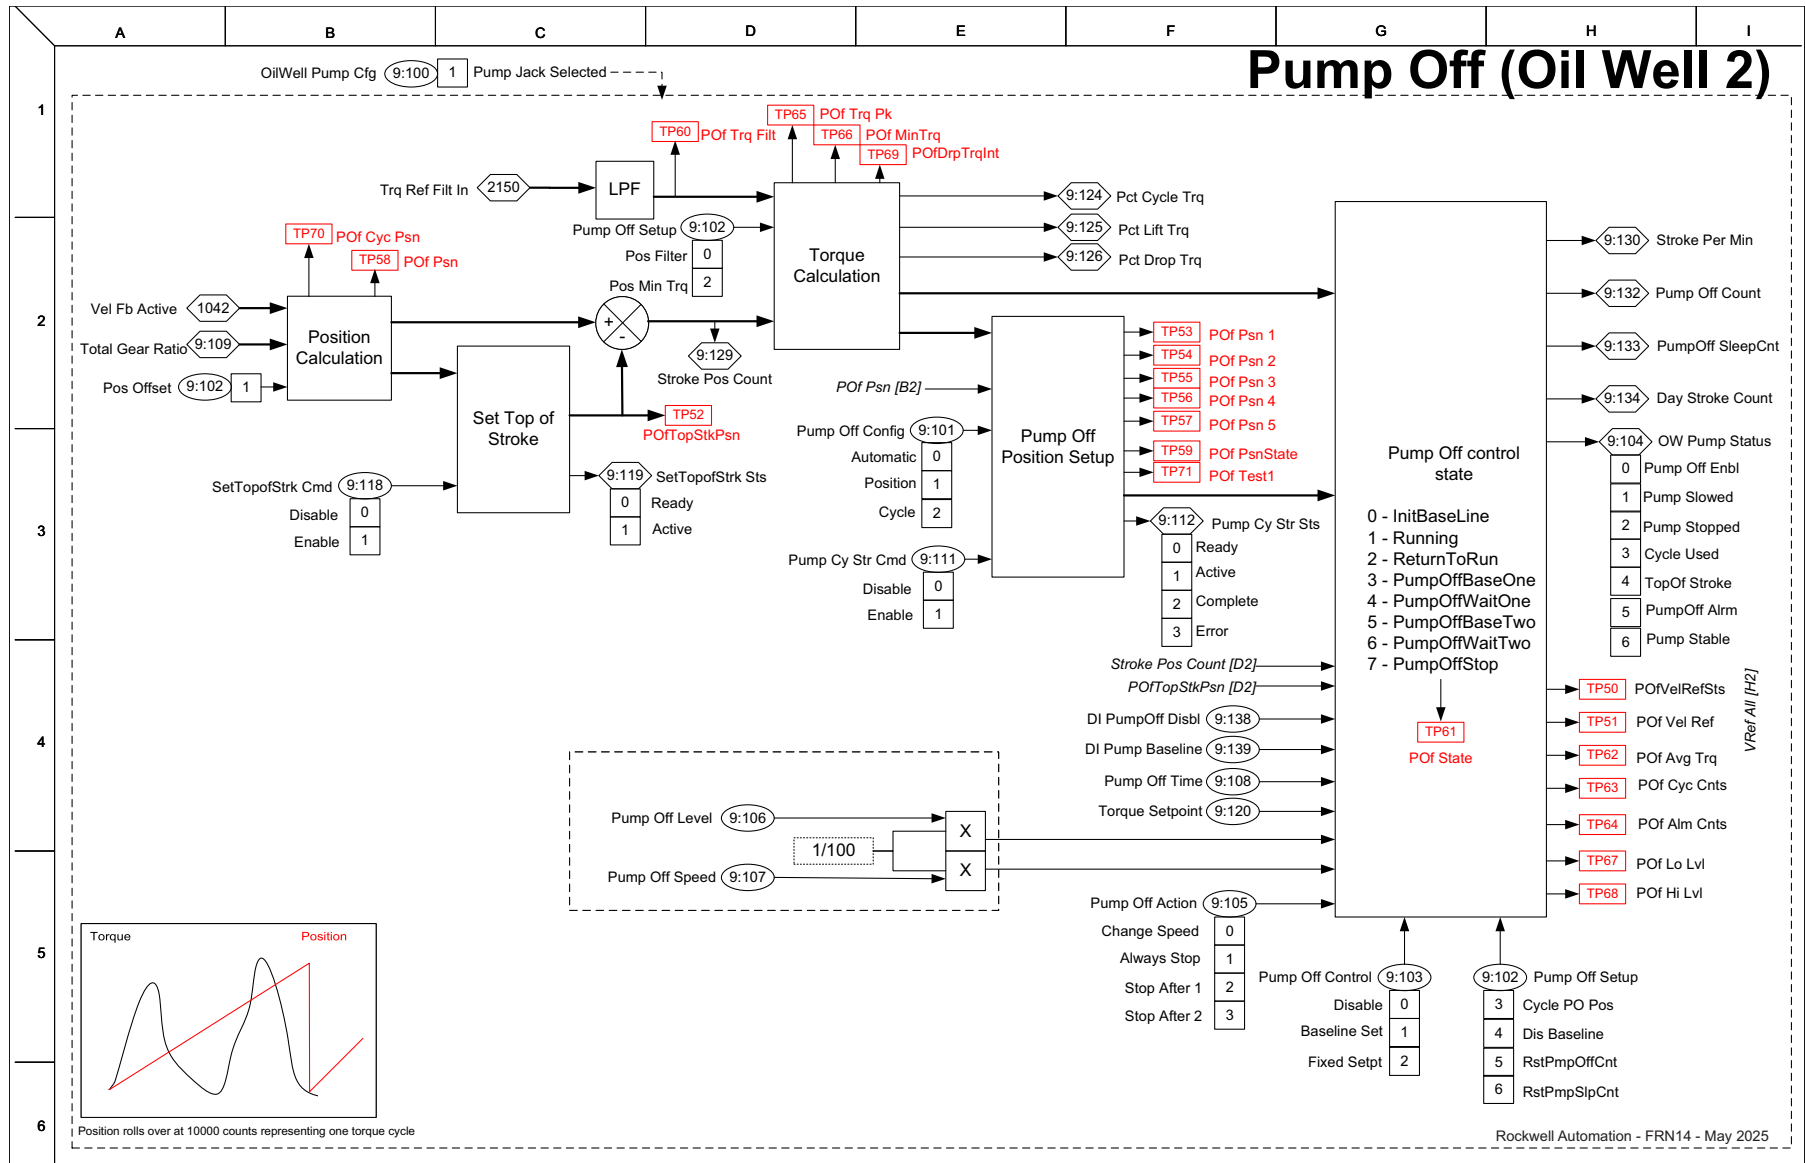 A B C D E F G H I
Pump Off (Oil Well 2)
OilWell Pump Cfg 9:100 1 Pump Jack Selected
1
TP65 POf Trq Pk
TP60 POf Trq Filt
TP66 POf MinTrq
TP69 POfDrpTrqInt
Trq Ref Filt In 2150 LPF
9:124 Pct Cycle Trq
Pump Off Setup 9:102
9:125 Pct Lift Trq
Pos Filter 0
9:126 Pct Drop Trq
Pos Min Trq 2
Torque
Calculation
TP70 POf Cyc Psn
TP58 POf Psn
9:130 Stroke Per Min
Vel Fb Active 1042
9:132 Pump Off Count
2
Total Gear Ratio 9:109
Position
Calculation
+
-
9:133 PumpOff SleepCnt
Pos Offset 9:102 1
9:129
Stroke Pos Count
9:134 Day Stroke Count
TP53 POf Psn 1
TP54 POf Psn 2
TP55 POf Psn 3
TP56 POf Psn 4
TP57 POf Psn 5
TP59 POf PsnState
TP71 POf Test1
POf Psn [B2]
Set Top of
Stroke
TP52
POfTopStkPsn
Pump Off Config 9:101
Automatic 0
Position 1
Cycle 2
Pump Off
Position Setup
SetTopofStrk Cmd 9:118
Disable 0
Enable 1
9:119 SetTopofStrk Sts
0 Ready
1 Active
3
Pump Cy Str Cmd 9:111
Disable 0
Enable 1
9:112 Pump Cy Str Sts
0 Ready
1 Active
2 Complete
3 Error
Pump Off control
state
0 - InitBaseLine
1 - Running
2 - ReturnToRun
3 - PumpOffBaseOne
4 - PumpOffWaitOne
5 - PumpOffBaseTwo
6 - PumpOffWaitTwo
7 - PumpOffStop
TP61
POf State
9:104 OW Pump Status
0 Pump Off Enbl
1 Pump Slowed
2 Pump Stopped
3 Cycle Used
4 TopOf Stroke
5 PumpOff Alrm
6 Pump Stable
Stroke Pos Count [D2]
POfTopStkPsn [D2]
4
DI PumpOff Disbl 9:138
DI Pump Baseline 9:139
Pump Off Time 9:108
Torque Setpoint 9:120
TP50 POfVelRefSts
TP51 POf Vel Ref
TP62 POf Avg Trq
TP63 POf Cyc Cnts
TP64 POf Alm Cnts
TP67 POf Lo Lvl
TP68 POf Hi Lvl
VRef All [H2]
Pump Off Level 9:106
X
1/100
X
Pump Off Speed 9:107
Pump Off Action 9:105
Change Speed 0
Always Stop 1
Stop After 1 2
Stop After 2 3
5
Pump Off Control 9:103
Disable 0
Baseline Set 1
Fixed Setpt 2
9:102 Pump Off Setup
3 Cycle PO Pos
4 Dis Baseline
5 RstPmpOffCnt
6 RstPmpSlpCnt
Torque Position
6
Position rolls over at 10000 counts representing one torque cycle
Rockwell Automation - FRN14 - May 2025